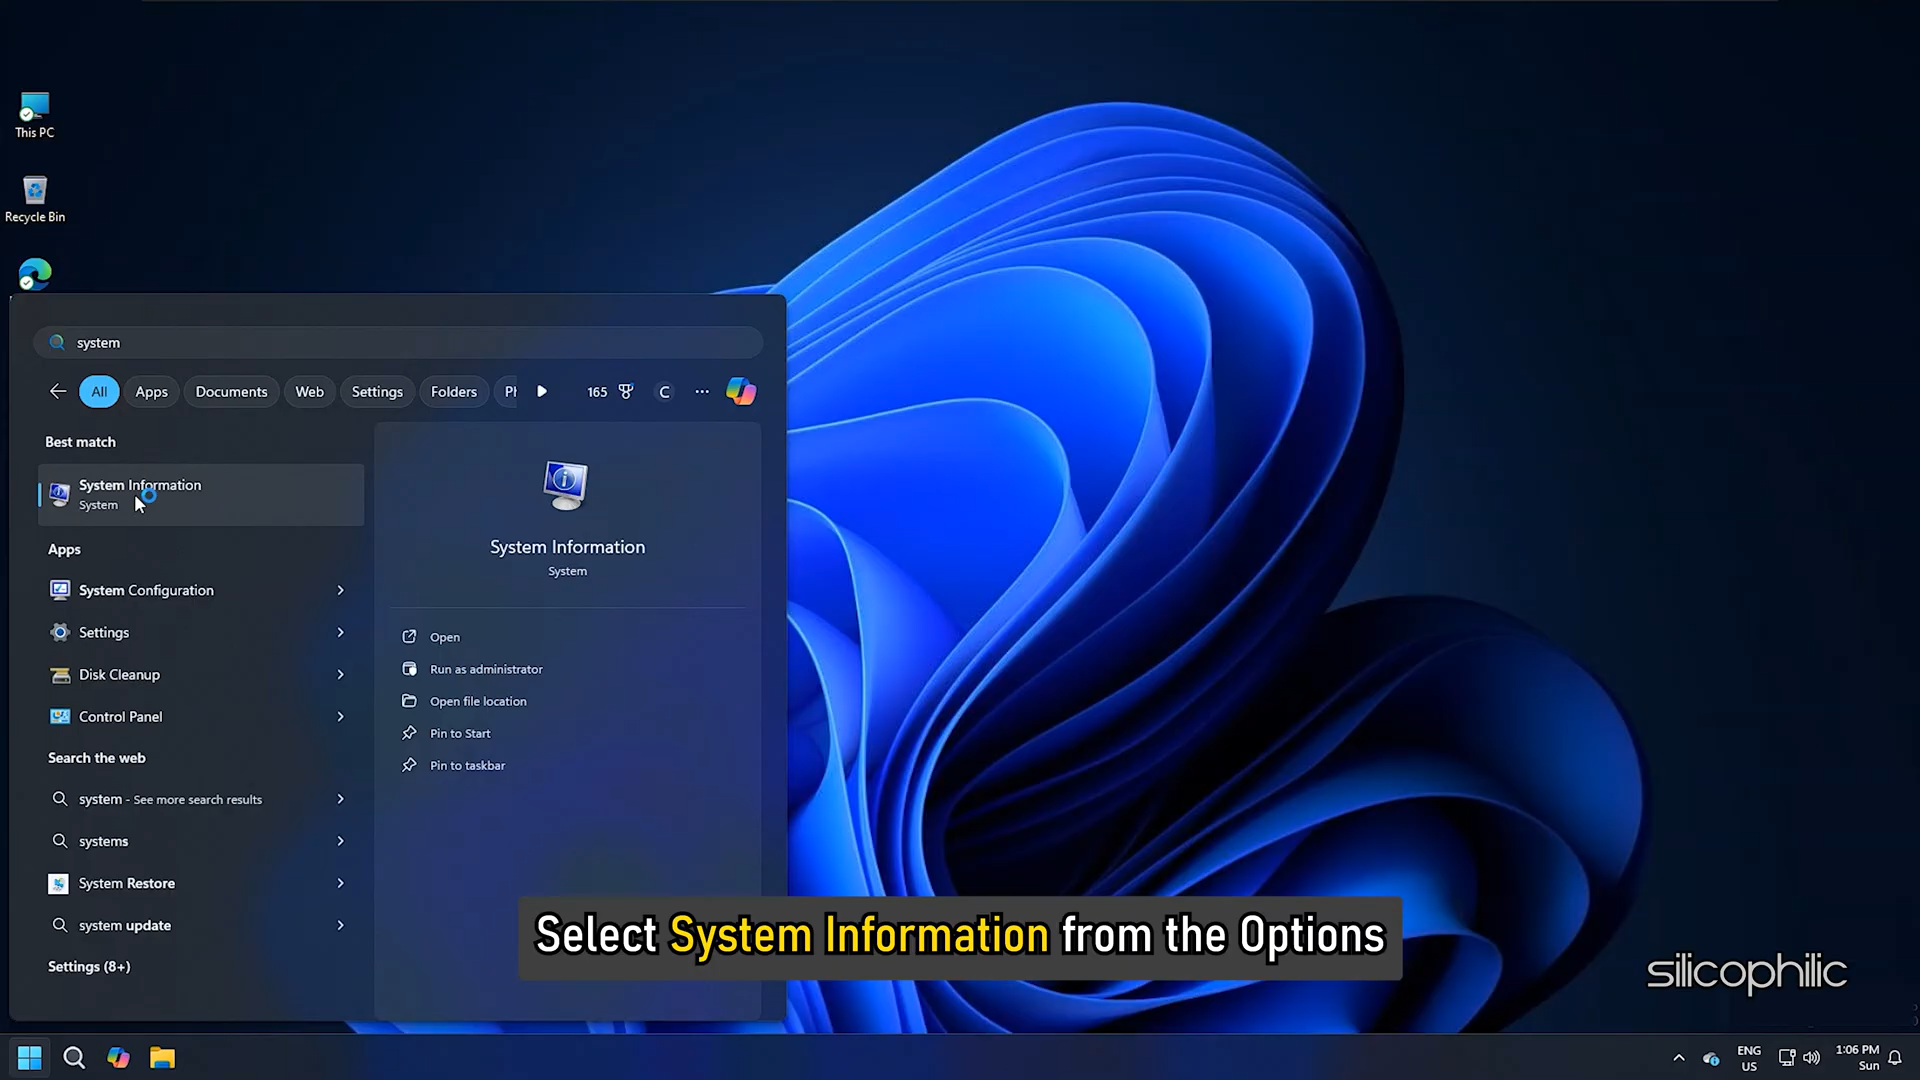 This PC
Recycle Bin
system
All
Apps
Documents
Web
Settings
Folders
165
C
Best match
System Information
System
Apps
System Configuration
Settings
Disk Cleanup
Control Panel
Search the web
system - See more search results
systems
System Restore
system update
Settings (8+)
System Information
System
Open
Run as administrator
Open file location
Pin to Start
Pin to taskbar
Select System Information from the Options
silicophilic
ENG
US
1:06 PM
Sun